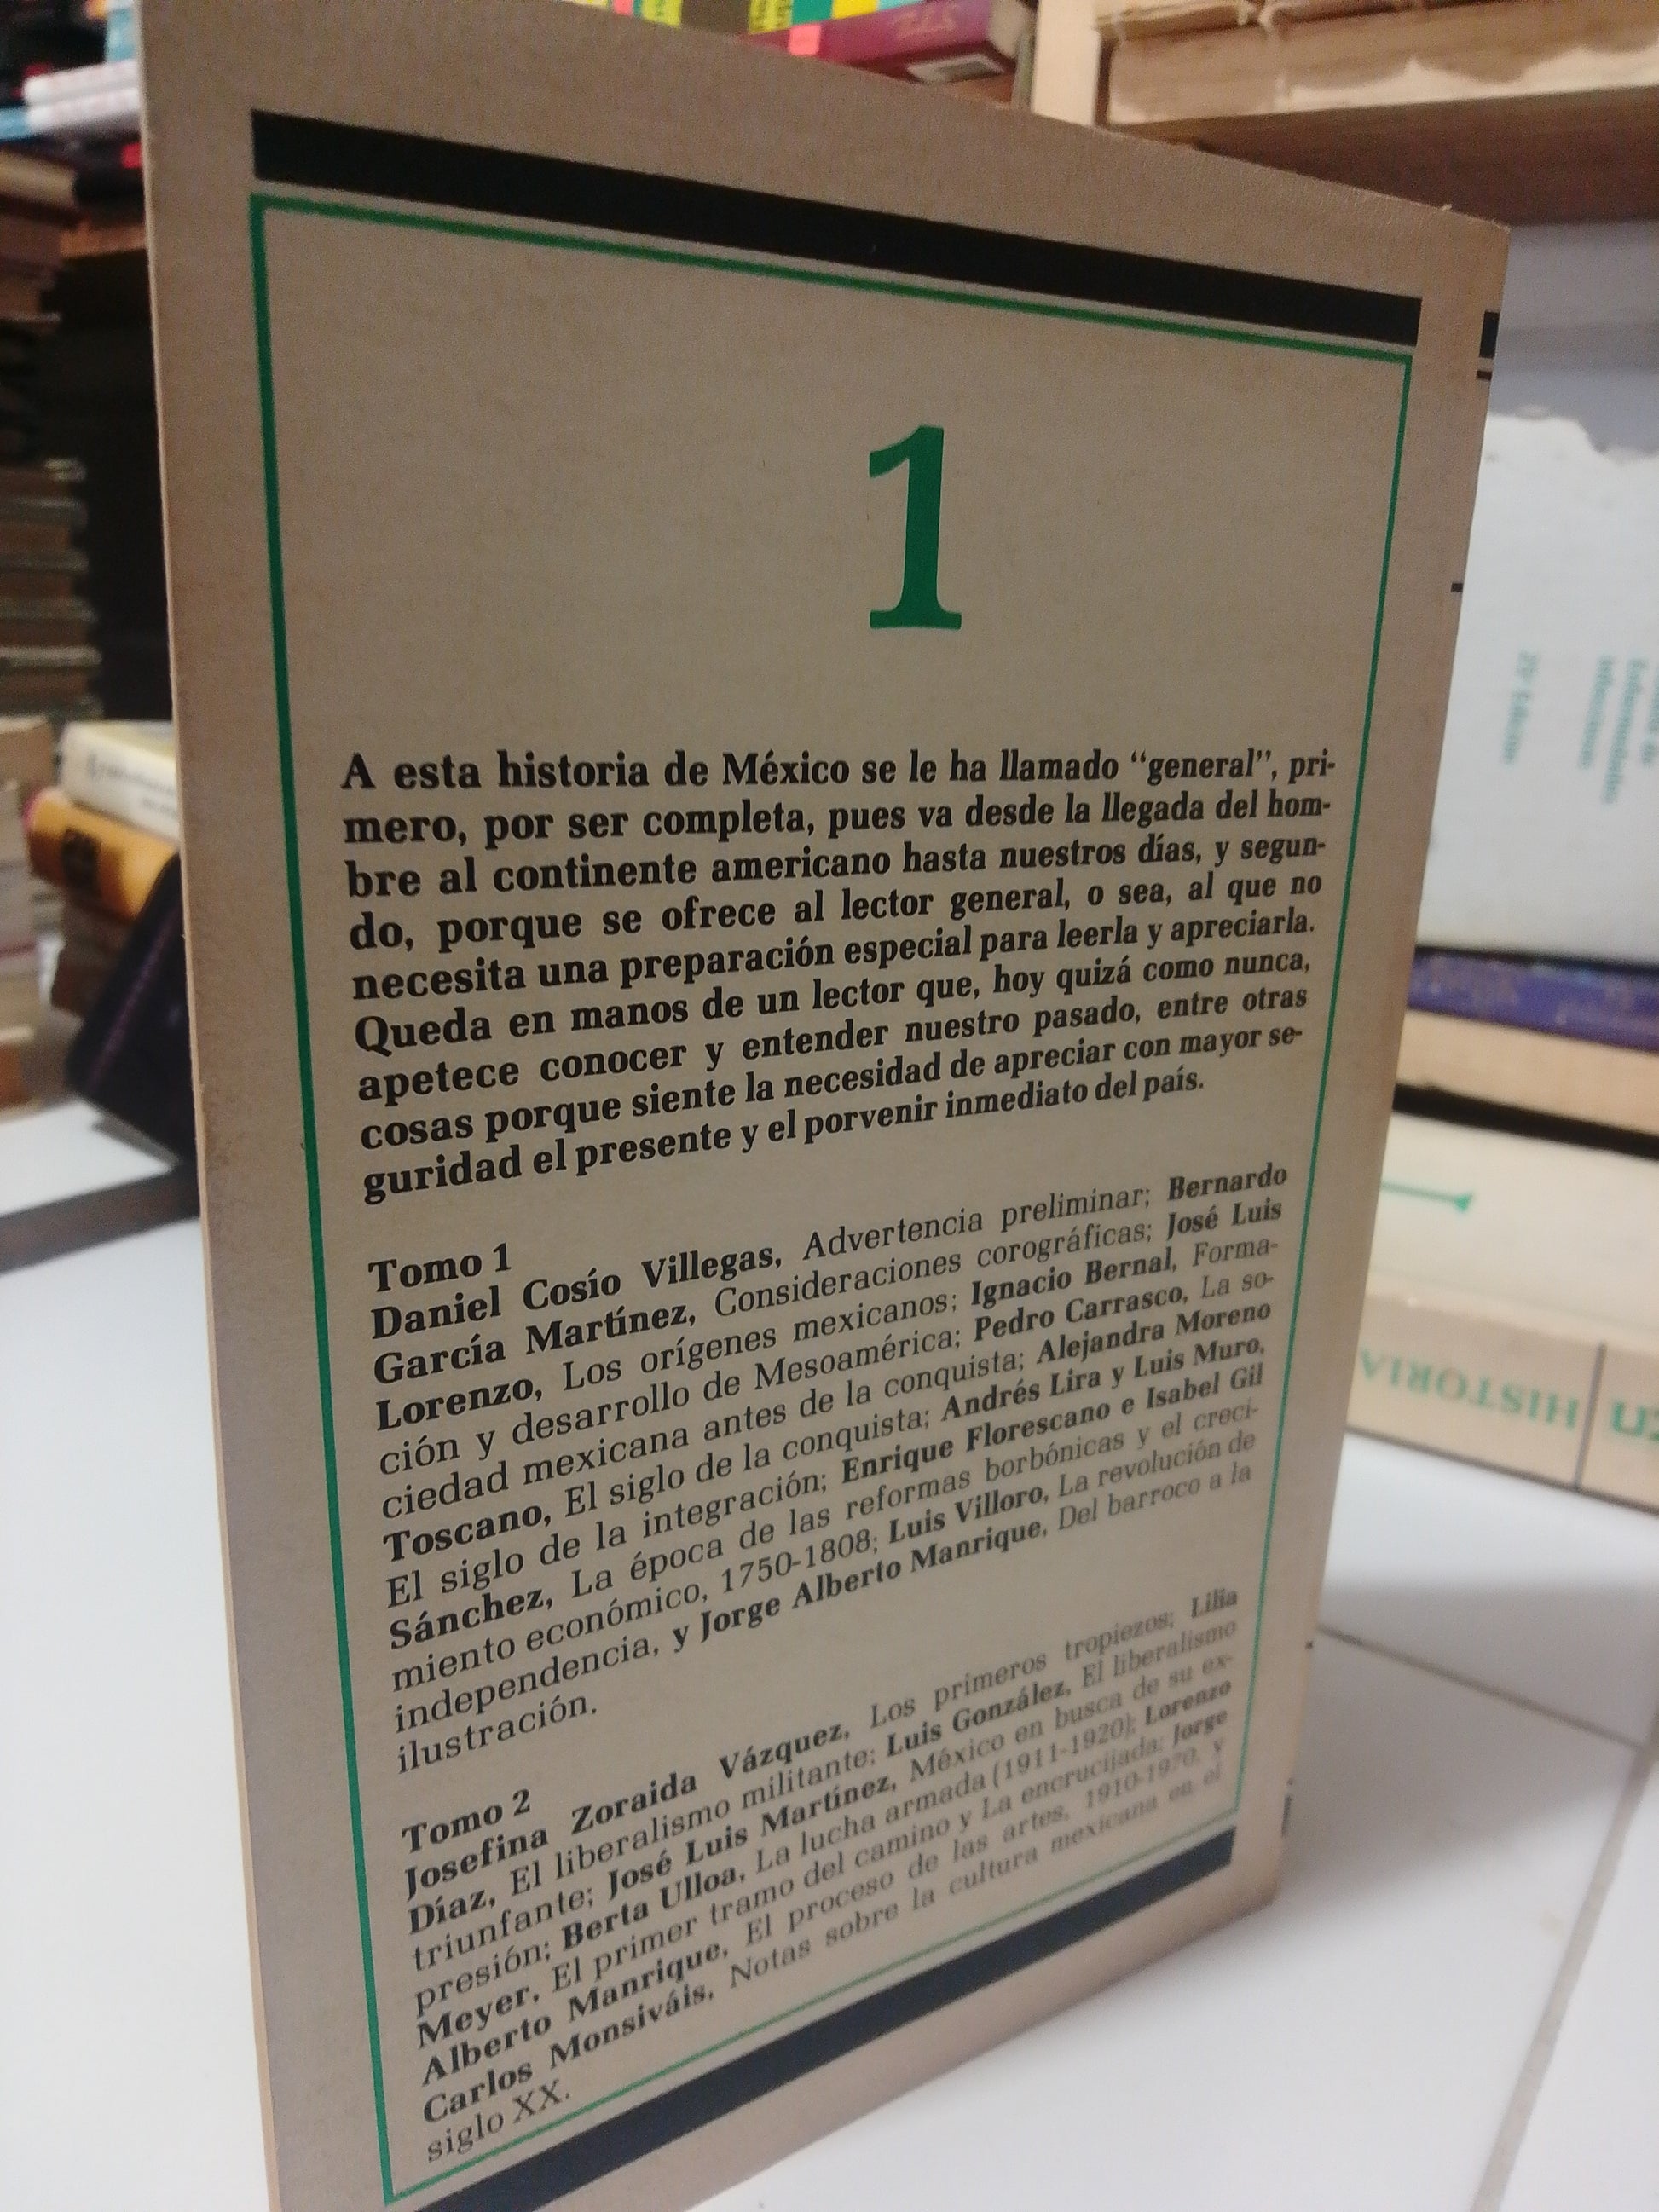 1
A esta historia de México se le ha llamado “general”, pri-
mero, por ser completa, pues va desde la llegada del hom-
bre al continente americano hasta nuestros días, y segun-
do, porque se ofrece al lector general, o sea, al que no
necesita una preparación especial para leerla y apreciarla.
Queda en manos de un lector que, hoy quizá como nunca,
apetece conocer y entender nuestro pasado, entre otras
cosas porque siente la necesidad de apreciar con mayor se-
guridad el presente y el porvenir inmediato del país.
Tomo 1
Daniel Cosío Villegas, Advertencia preliminar; Bernardo
García Martínez, Consideraciones corográficas; José Luis
Lorenzo, Los orígenes mexicanos; Ignacio Bernal, Forma-
ción y desarrollo de Mesoamérica; Pedro Carrasco, La so-
ciedad mexicana antes de la conquista; Alejandra Moreno
Toscano, El siglo de la conquista; Andrés Lira y Luis Muro,
El siglo de la integración; Enrique Florescano e Isabel Gil
Sánchez, La época de las reformas borbónicas y el creci-
miento económico, 1750-1808; Luis Villoro, La revolución de
independencia, y Jorge Alberto Manrique, Del barroco a la
ilustración.
Tomo 2
Josefina Zoraida Vázquez, Los primeros tropiezos; Lilia
Díaz, El liberalismo militante; Luis González, El liberalismo
triunfante; José Luis Martínez, México en busca de su ex-
presión; Berta Ulloa, La lucha armada (1911-1920); Lorenzo
Meyer, El primer tramo del camino y La encrucijada; Jorge
Alberto Manrique, El proceso de las artes, 1910-1970, y
Carlos Monsiváis, Notas sobre la cultura mexicana en el
siglo XX.
HISTORIA